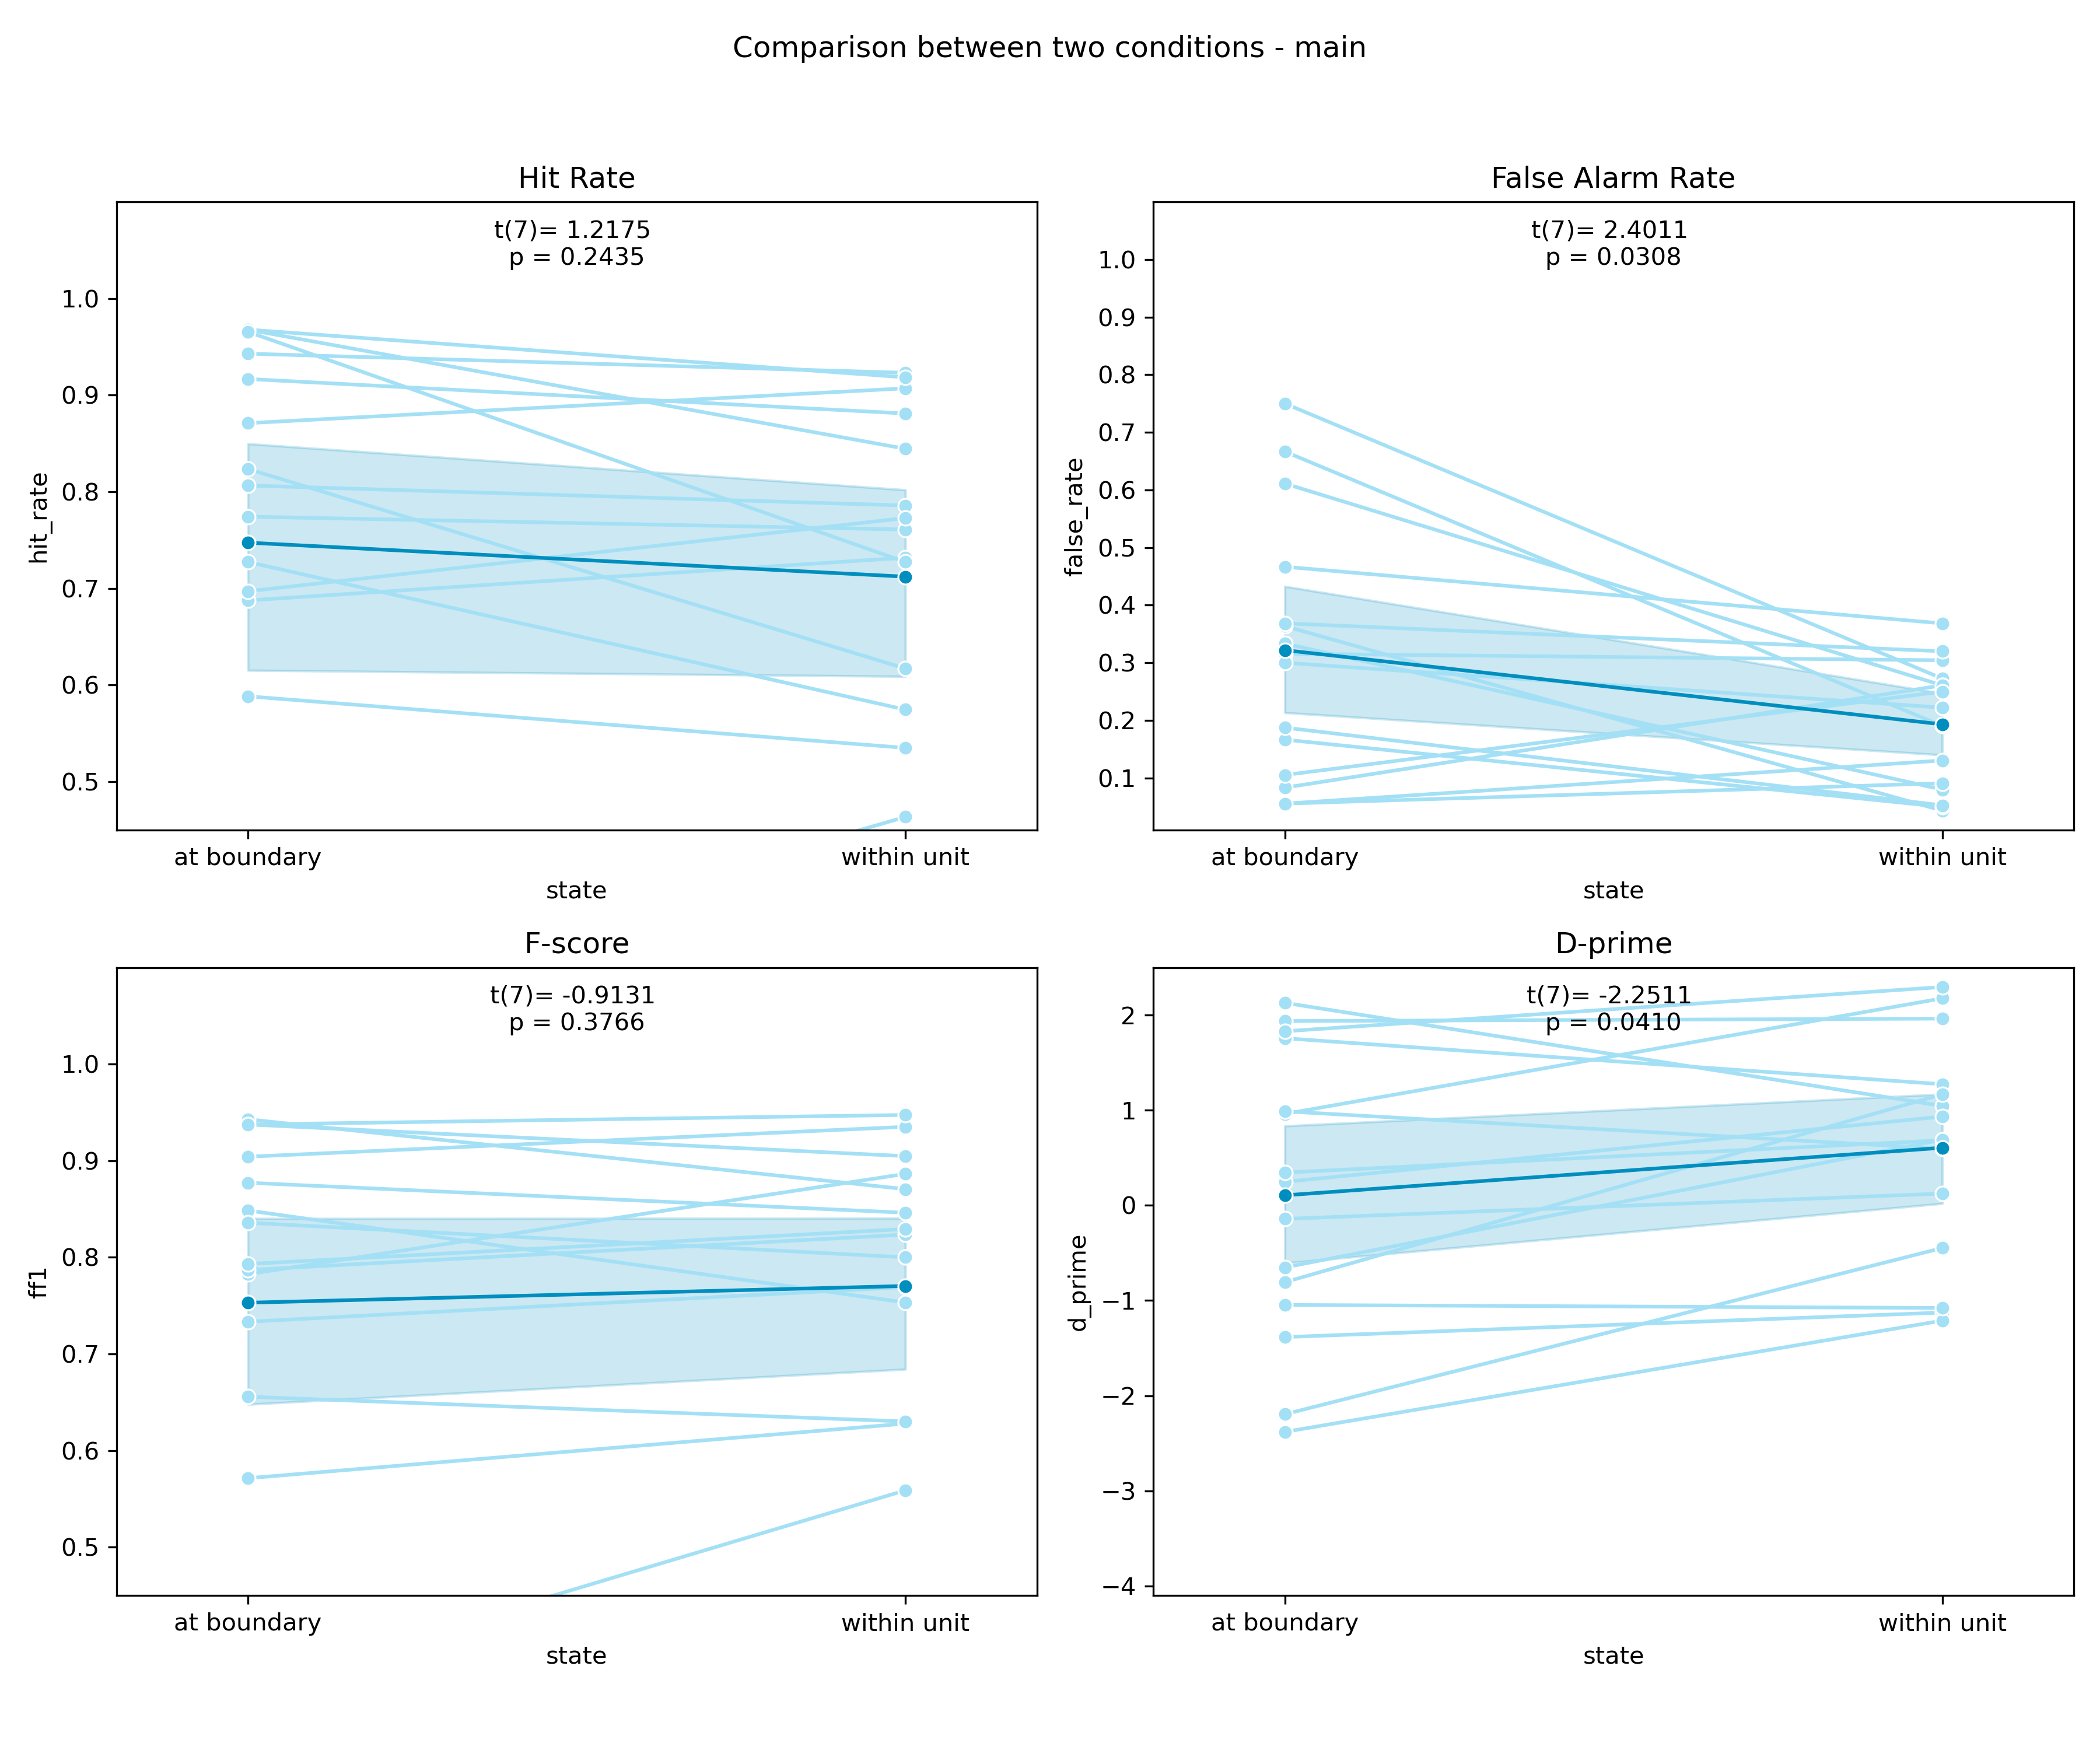 Comparison between two conditions - main
Hit Rate
t(7)= 1.2175
p = 0.2435
1.0
0.9
0.8
0.7
0.6
0.5
hit_rate
at boundary
within unit
state
False Alarm Rate
t(7)= 2.4011
p = 0.0308
1.0
0.9
0.8
0.7
0.6
0.5
0.4
0.3
0.2
0.1
false_rate
at boundary
within unit
state
F-score
t(7)= -0.9131
p = 0.3766
1.0
0.9
0.8
0.7
0.6
0.5
ff1
at boundary
within unit
state
D-prime
t(7)= -2.2511
p = 0.0410
2
1
0
−1
−2
−3
−4
d_prime
at boundary
within unit
state